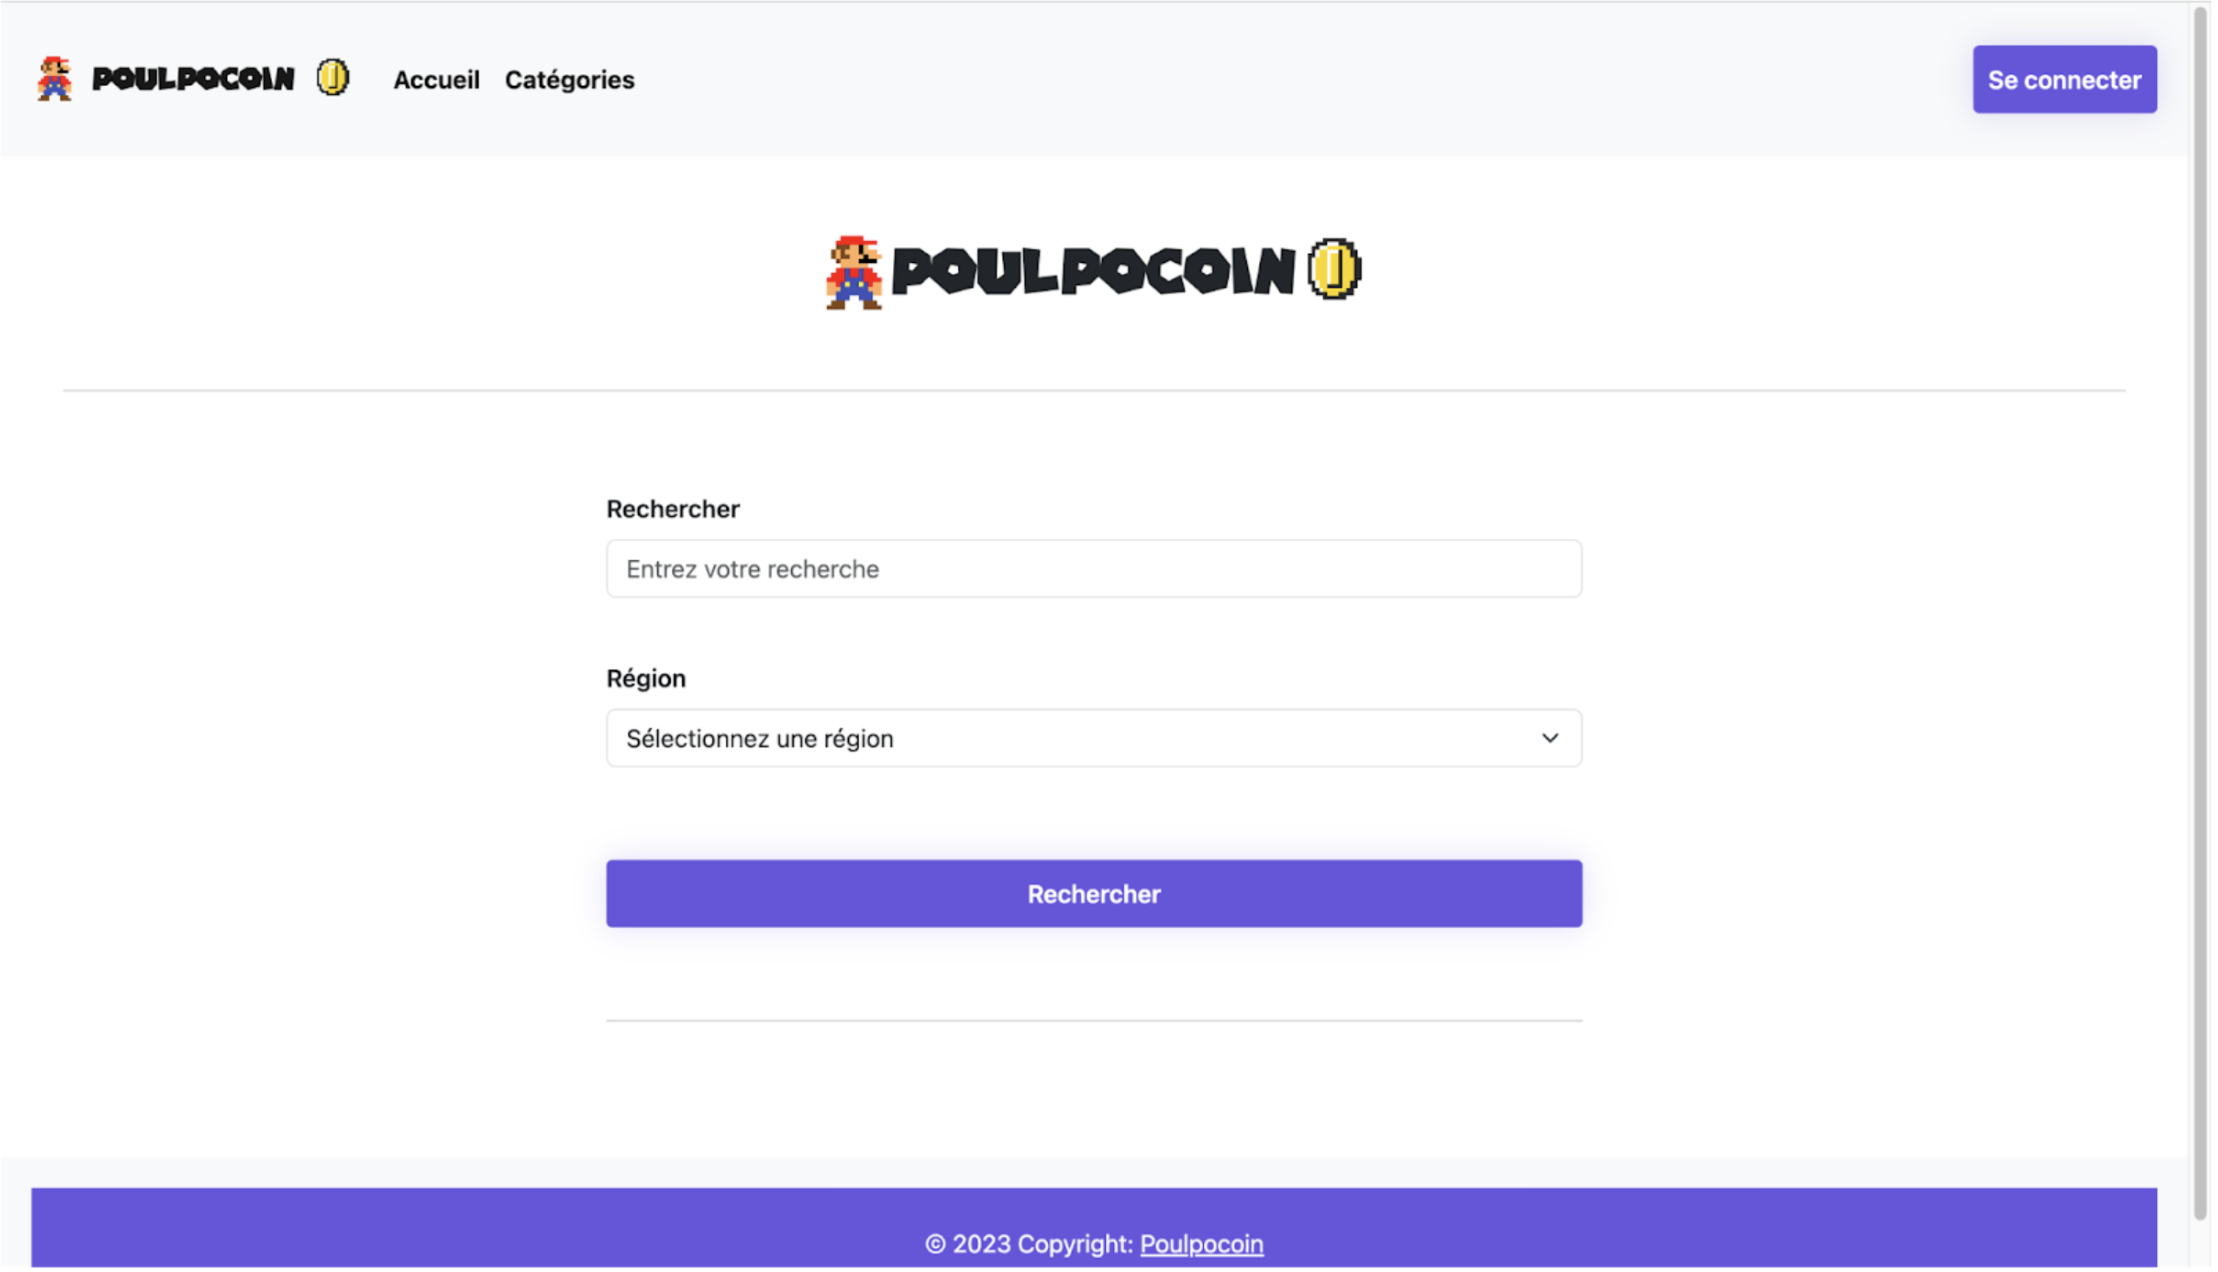 POULPOCOIN Accueil Catégories Se connecter
POULPOCOIN
Rechercher
Entrez votre recherche
Région
Sélectionnez une région
Rechercher
© 2023 Copyright: Poulpocoin